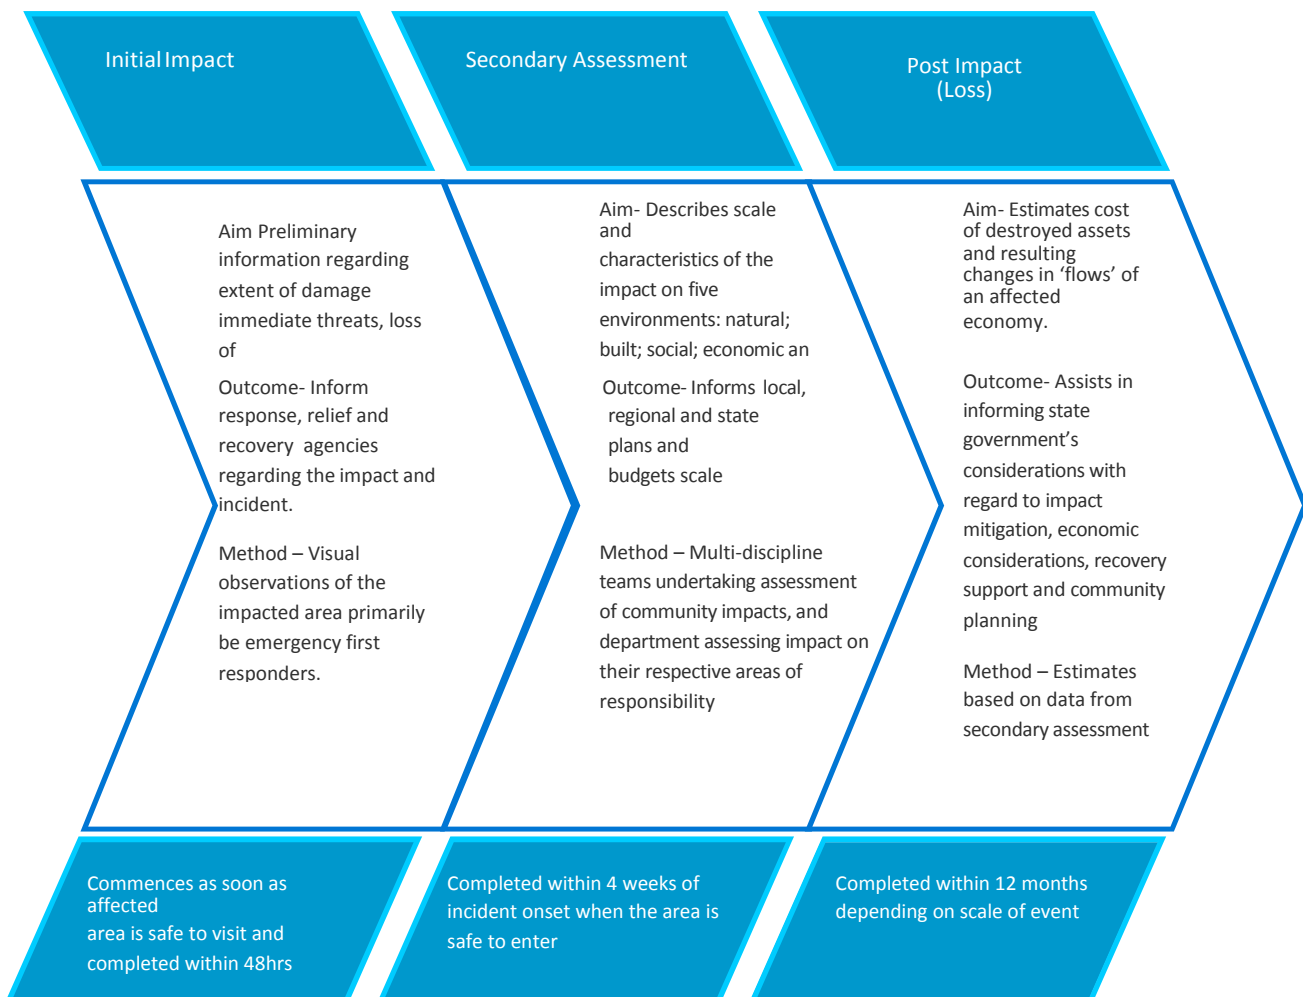 Initial Impact
Secondary Assessment
Post Impact
(Loss)
Aim Preliminary
information regarding
extent of damage
immediate threats, loss
of
Outcome- Inform
response, relief and
recovery agencies
regarding the impact and
incident.
Method – Visual
observations of the
impacted area primarily
be emergency first
responders.
Aim- Describes scale
and
characteristics of the
impact on five
environments: natural;
built; social; economic an
Outcome- Informs local,
regional and state
plans and
budgets scale
Method – Multi-discipline
teams undertaking assessment
of community impacts, and
department assessing impact on
their respective areas of
responsibility
Aim- Estimates cost
of destroyed assets
and resulting
changes in ‘flows’ of
an affected
economy.
Outcome- Assists in
informing state
government’s
considerations with
regard to impact
mitigation, economic
considerations, recovery
support and community
planning
Method – Estimates
based on data from
secondary assessment
Commences as soon as
affected
area is safe to visit and
completed within 48hrs
Completed within 4 weeks of
incident onset when the area is
safe to enter
Completed within 12 months
depending on scale of event